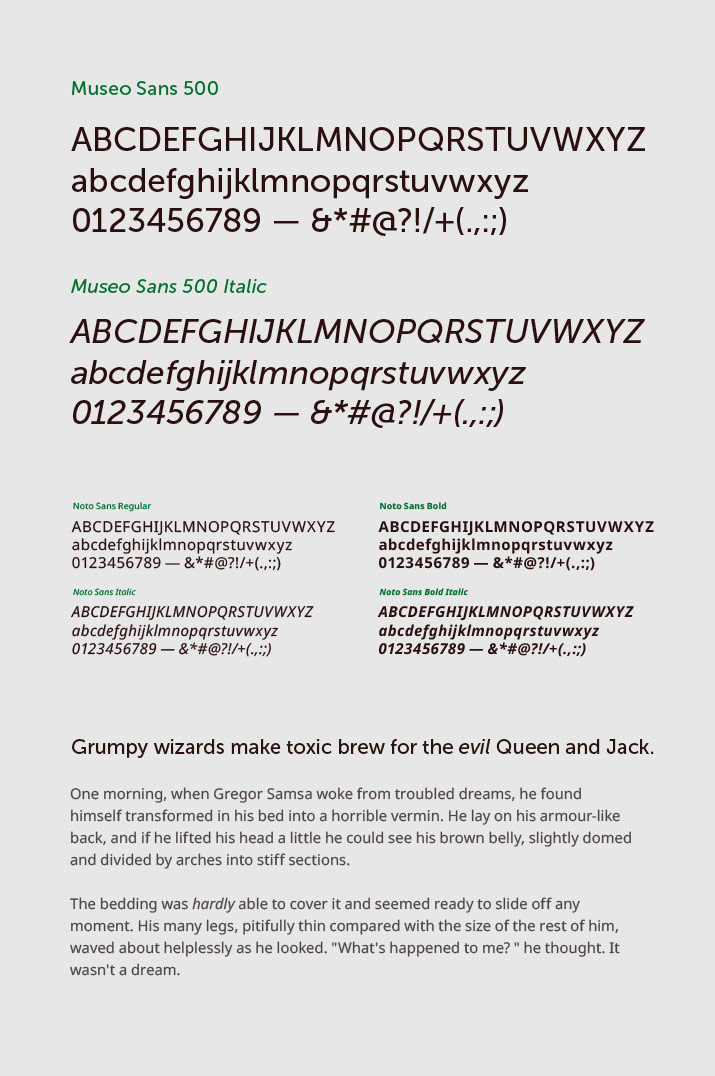 Museo Sans 500
ABCDEFGHIJKLMNOPQRSTUVWXYZ
abcdefghijklmnopqrstuvwxyz
0123456789 — &*#@?!/+(.,:;)
Museo Sans 500 Italic
ABCDEFGHIJKLMNOPQRSTUVWXYZ
abcdefghijklmnopqrstuvwxyz
0123456789 — &*#@?!/+(.,:;)
Noto Sans Regular
ABCDEFGHIJKLMNOPQRSTUVWXYZ
abcdefghijklmnopqrstuvwxyz
0123456789 — &*#@?!/+(.,:;)
Noto Sans Italic
ABCDEFGHIJKLMNOPQRSTUVWXYZ
abcdefghijklmnopqrstuvwxyz
0123456789 — &*#@?!/+(.,:;)
Noto Sans Bold
ABCDEFGHIJKLMNOPQRSTUVWXYZ
abcdefghijklmnopqrstuvwxyz
0123456789 — &*#@?!/+(.,:;)
Noto Sans Bold Italic
ABCDEFGHIJKLMNOPQRSTUVWXYZ
abcdefghijklmnopqrstuvwxyz
0123456789 — &*#@?!/+(.,:;)
Grumpy wizards make toxic brew for the evil Queen and Jack.
One morning, when Gregor Samsa woke from troubled dreams, he found
himself transformed in his bed into a horrible vermin. He lay on his armour-like
back, and if he lifted his head a little he could see his brown belly, slightly domed
and divided by arches into stiff sections.
The bedding was hardly able to cover it and seemed ready to slide off any
moment. His many legs, pitifully thin compared with the size of the rest of him,
waved about helplessly as he looked. "What's happened to me? " he thought. It
wasn't a dream.